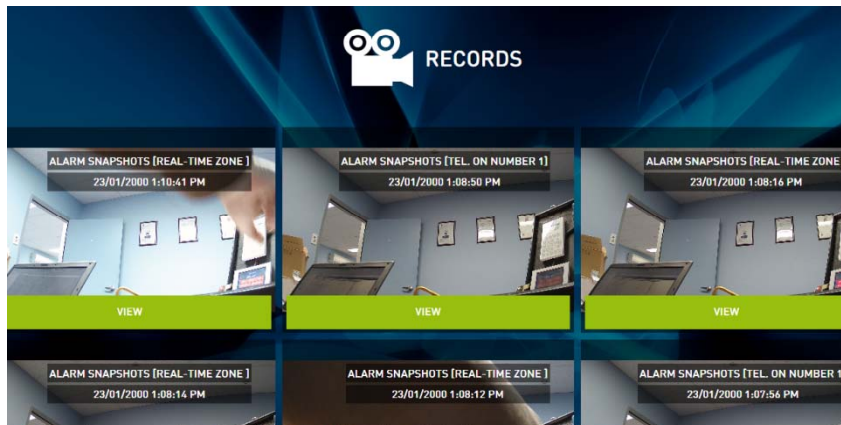 RECORDS
ALARM SNAPSHOTS [REAL-TIME ZONE ]
23/01/2000 1:10:41 PM
VIEW
ALARM SNAPSHOTS [TEL. ON NUMBER 1]
23/01/2000 1:08:50 PM
VIEW
ALARM SNAPSHOTS [REAL-TIME ZONE
23/01/2000 1:08:16 PM
VIEW
ALARM SNAPSHOTS [REAL-TIME ZONE ]
23/01/2000 1:08:14 PM
ALARM SNAPSHOTS [REAL-TIME ZONE ]
23/01/2000 1:08:12 PM
ALARM SNAPSHOTS [TEL. ON NUMBER 1
23/01/2000 1:07:56 PM